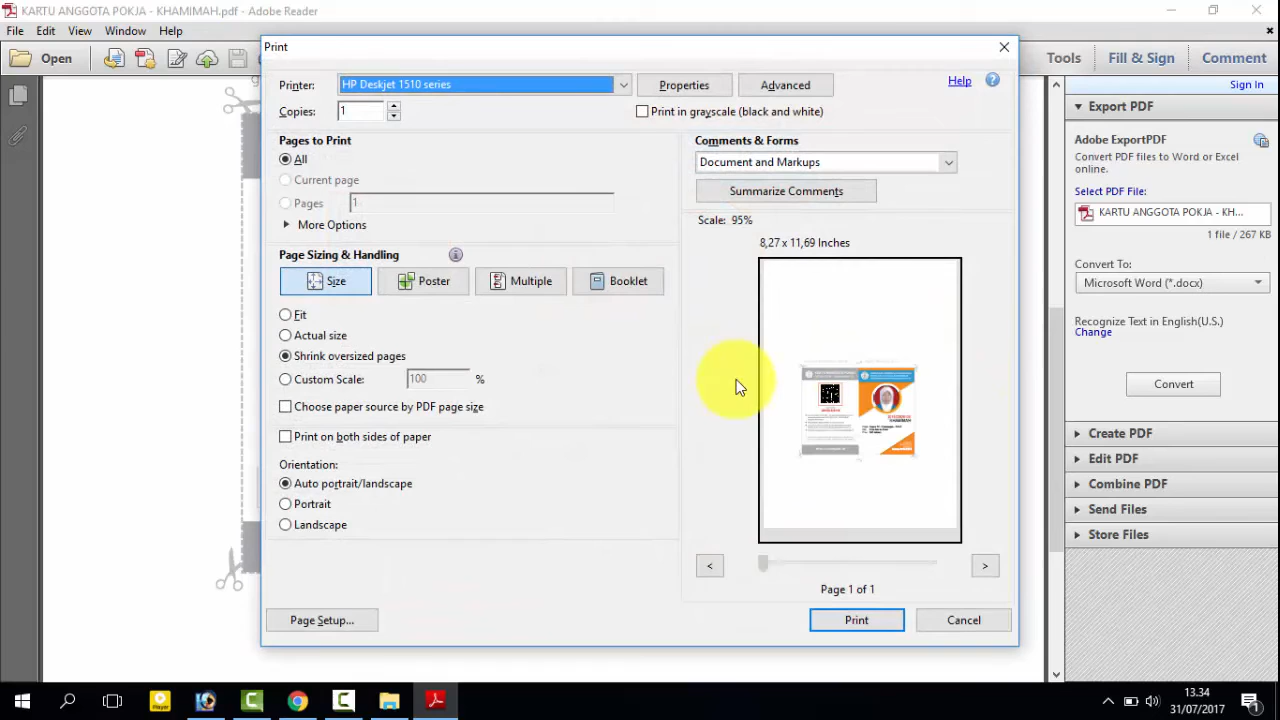 KARTU ANGGOTA POKJA - KHAMIMAH.pdf - Adobe Reader
File Edit View Window Help
Open
Tools Fill & Sign Comment
Sign In
Print
Printer: HP Deskjet 1510 series Properties Advanced Help ?
Copies: 1 Print in grayscale (black and white)
Pages to Print
All
Current page
Pages 1
More Options
Page Sizing & Handling
Size Poster Multiple Booklet
Fit
Actual size
Shrink oversized pages
Custom Scale: 100 %
Choose paper source by PDF page size
Print on both sides of paper
Orientation:
Auto portrait/landscape
Portrait
Landscape
Page Setup...
Comments & Forms
Document and Markups
Summarize Comments
Scale: 95%
8,27 x 11,69 Inches
KHAMIMAH
< >
Page 1 of 1
Print Cancel
Export PDF
Adobe ExportPDF
Convert PDF files to Word or Excel
online.
Select PDF File:
KARTU ANGGOTA POKJA - KH...
1 file / 267 KB
Convert To:
Microsoft Word (*.docx)
Recognize Text in English(U.S.)
Change
Convert
Create PDF
Edit PDF
Combine PDF
Send Files
Store Files
13.34
31/07/2017